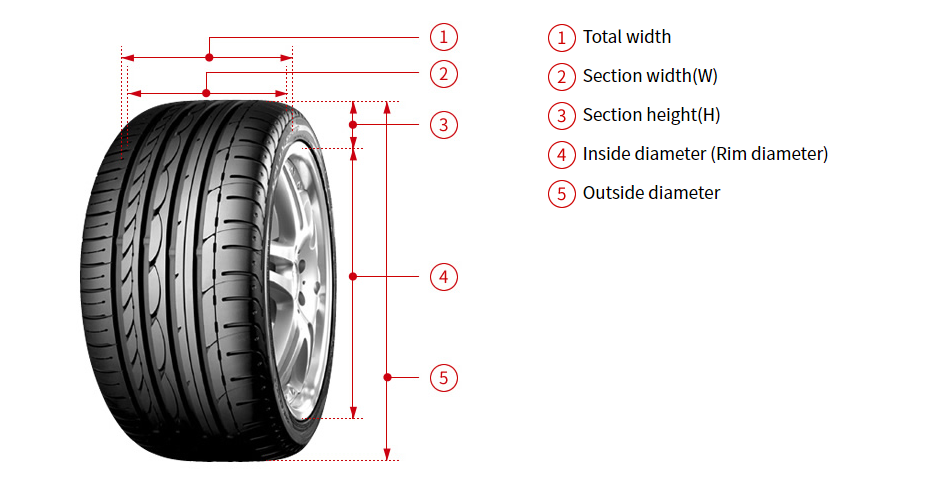 1
2
3
4
5
1 Total width
2 Section width(W)
3 Section height(H)
4 Inside diameter (Rim diameter)
5 Outside diameter